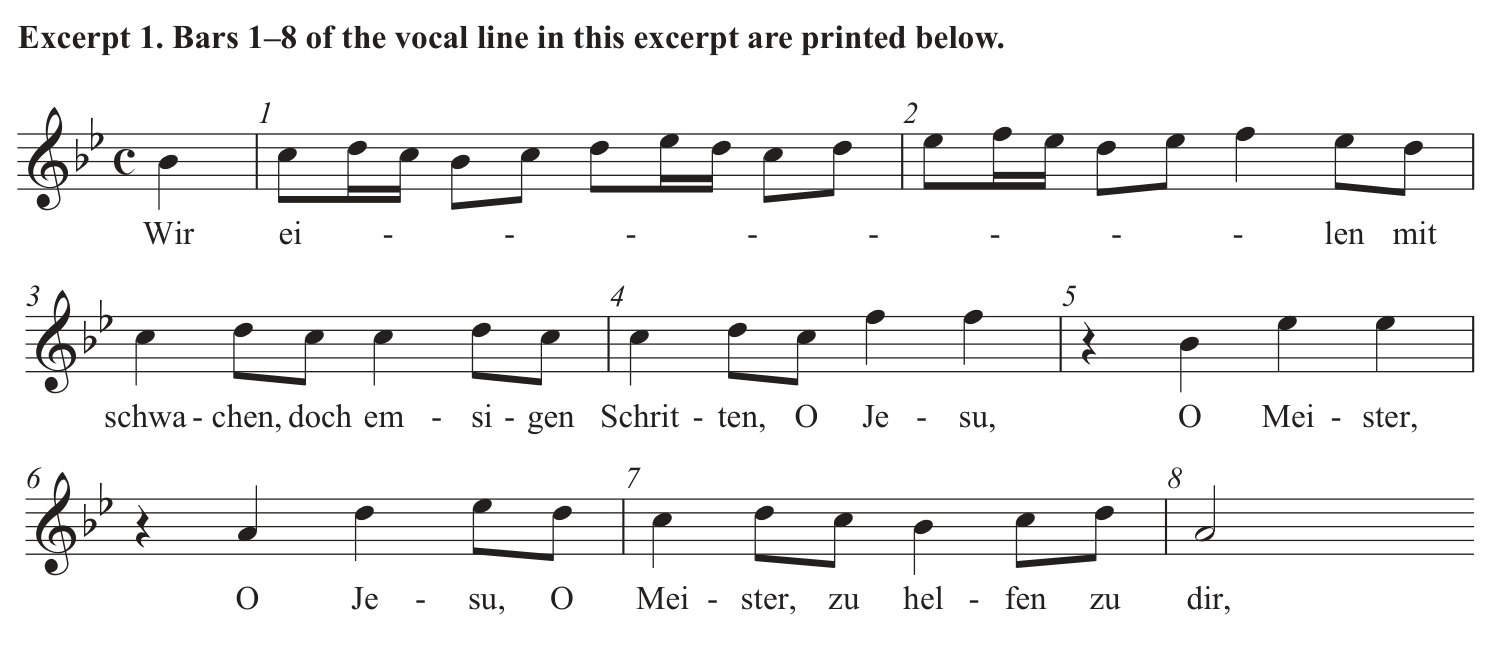 Excerpt 1. Bars 1–8 of the vocal line in this excerpt are printed below.
1 2
Wir ei - - - - - - - - len mit
3 4 5
schwa - chen, doch em - si - gen Schrit - ten, O Je - su, O Mei - ster,
6 7 8
O Je - su, O Mei - ster, zu hel - fen zu dir,